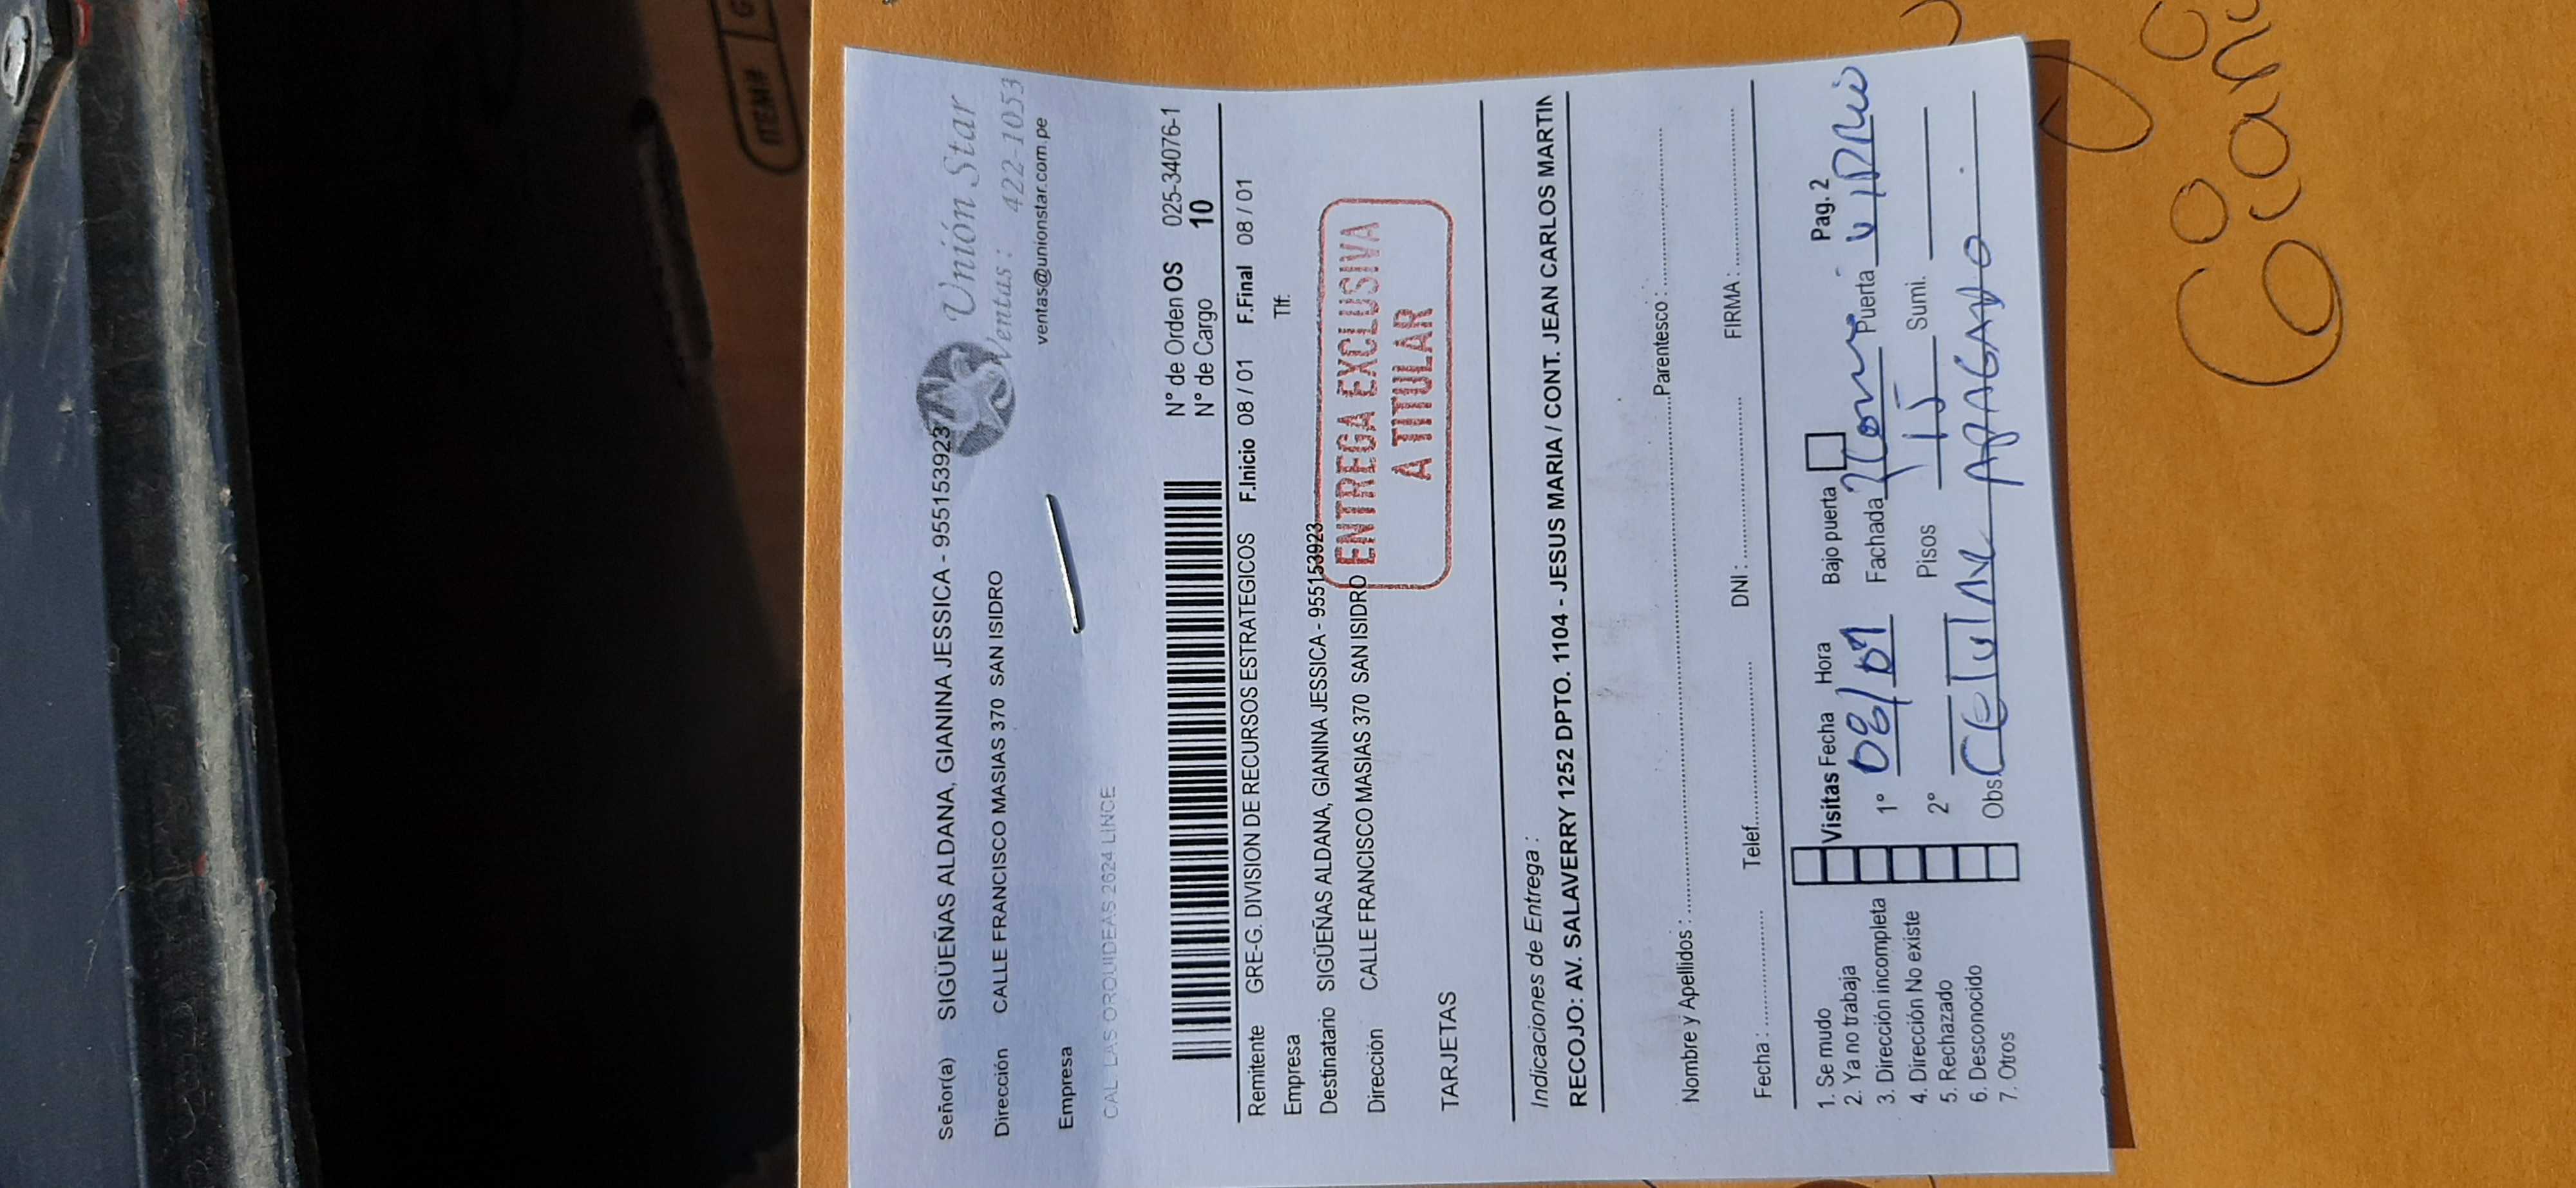 Unión Star
Ventas: 422-1053
ventas@unionstar.com.pe
Señor(a) SIGÜEÑAS ALDANA, GIANINA JESSICA - 955153923
Dirección CALLE FRANCISCO MASIAS 370 SAN ISIDRO
Empresa
CAL. LAS ORQUIDEAS 2624 LINCE
N° de Orden OS 025-34076-1
N° de Cargo 10
Remitente GRE-G. DIVISION DE RECURSOS ESTRATEGICOS F.Inicio 08 / 01 F.Final 08 / 01
Empresa Tlf.
Destinatario SIGÜEÑAS ALDANA, GIANINA JESSICA - 955153923
Dirección CALLE FRANCISCO MASIAS 370 SAN ISIDRO
ENTREGA EXCLUSIVA
A TITULAR
TARJETAS
Indicaciones de Entrega :
RECOJO: AV. SALAVERRY 1252 DPTO. 1104 - JESUS MARIA / CONT. JEAN CARLOS MARTIN
Nombre y Apellidos : Parentesco :
Fecha : Telef. DNI : FIRMA :
1. Se mudo
2. Ya no trabaja
3. Dirección incompleta
4. Dirección No existe
5. Rechazado
6. Desconocido
7. Otros
Visitas Fecha Hora Bajo puerta Pag. 2
1° 08/01 Fachada Puerta VIDRIO
2° Pisos 15 Sumi.
Obs. CELULAR APAGADO
ITEM#